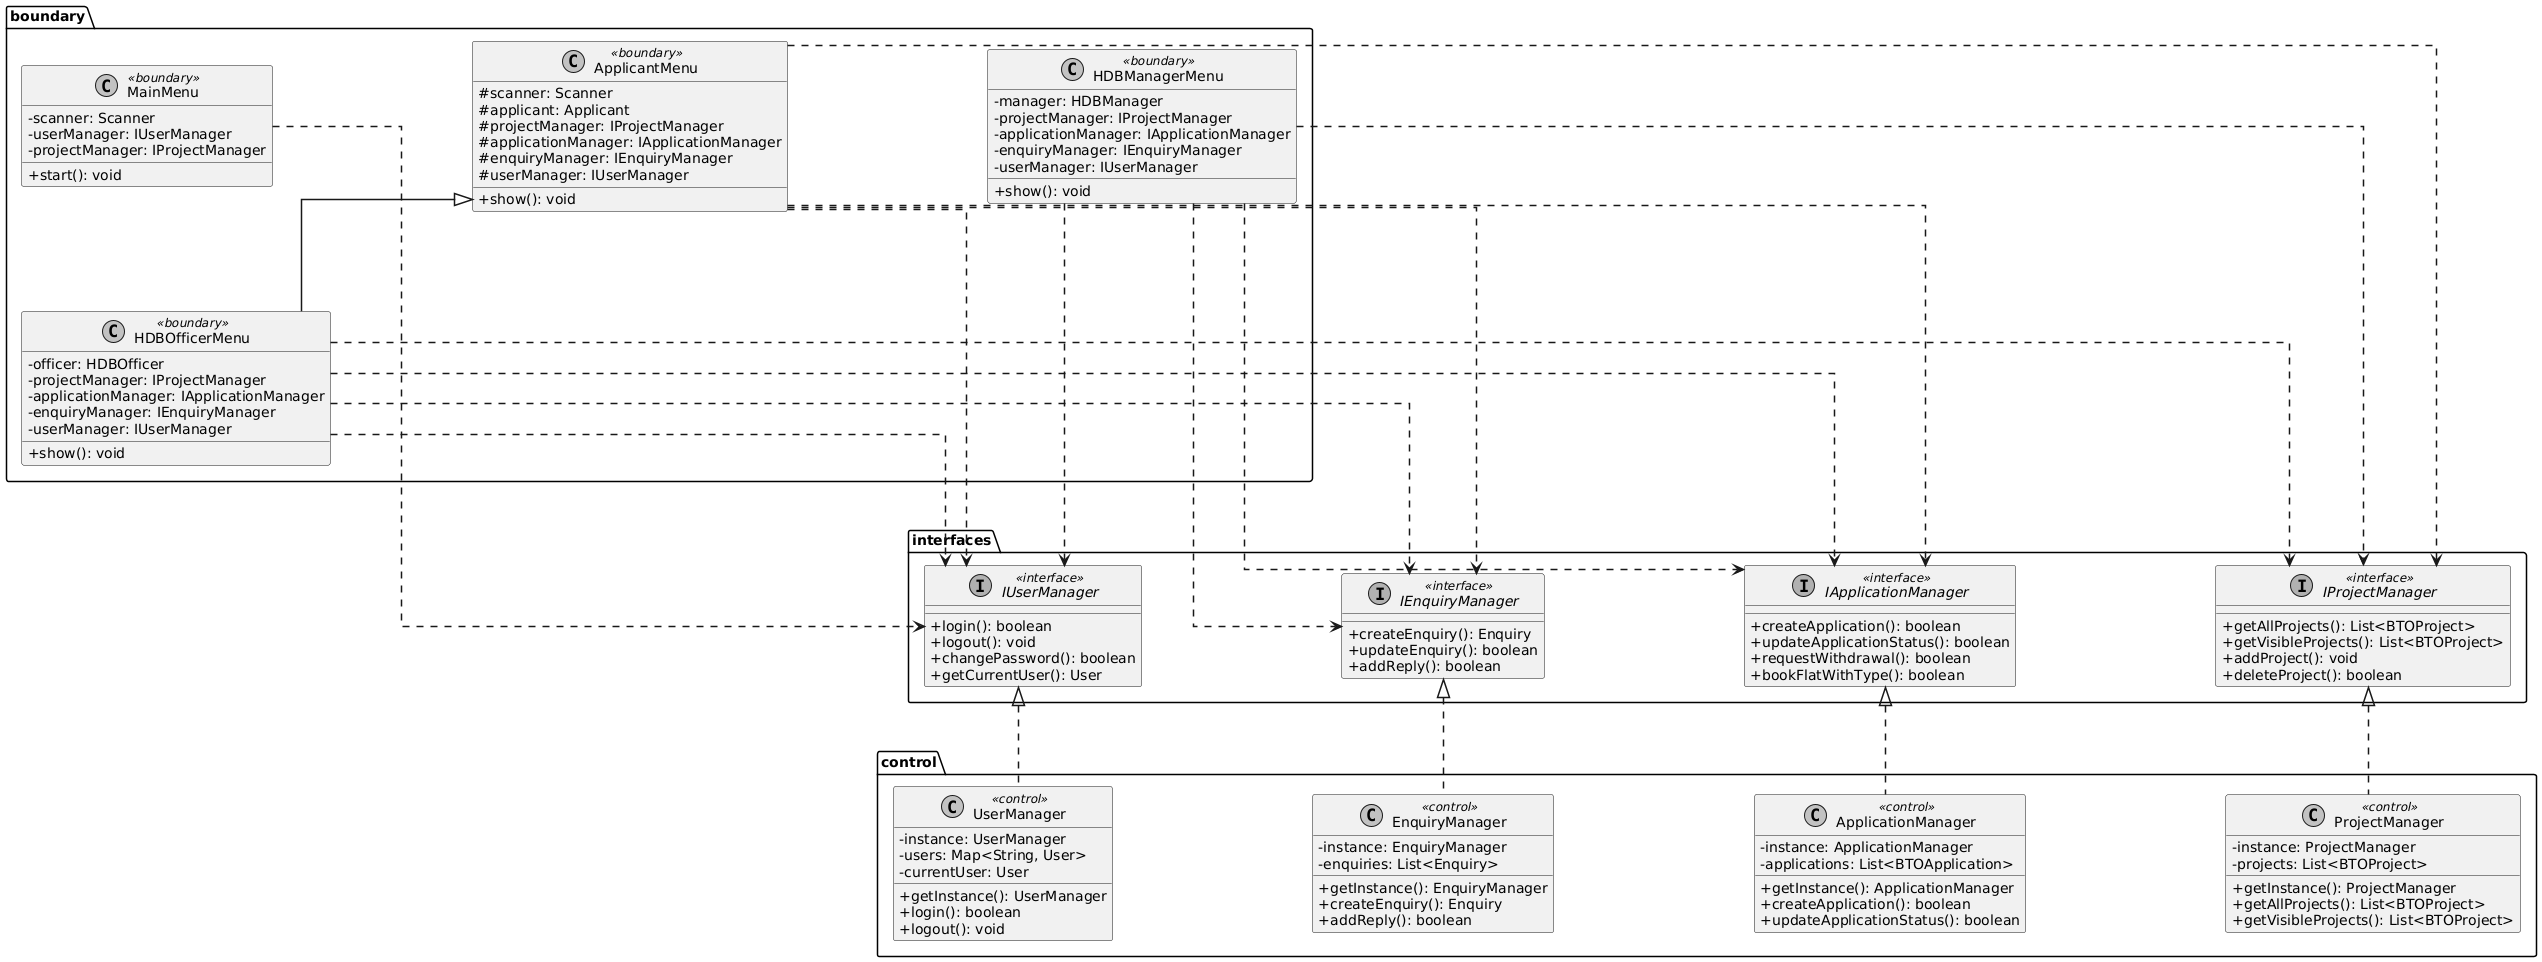 boundary
«boundary»
MainMenu
-scanner: Scanner
-userManager: IUserManager
-projectManager: IProjectManager
+start(): void
«boundary»
ApplicantMenu
#scanner: Scanner
#applicant: Applicant
#projectManager: IProjectManager
#applicationManager: IApplicationManager
#enquiryManager: IEnquiryManager
#userManager: IUserManager
+show(): void
«boundary»
HDBManagerMenu
-manager: HDBManager
-projectManager: IProjectManager
-applicationManager: IApplicationManager
-enquiryManager: IEnquiryManager
-userManager: IUserManager
+show(): void
«boundary»
HDBOfficerMenu
-officer: HDBOfficer
-projectManager: IProjectManager
-applicationManager: IApplicationManager
-enquiryManager: IEnquiryManager
-userManager: IUserManager
+show(): void
interfaces
«interface»
IUserManager
+login(): boolean
+logout(): void
+changePassword(): boolean
+getCurrentUser(): User
«interface»
IEnquiryManager
+createEnquiry(): Enquiry
+updateEnquiry(): boolean
+addReply(): boolean
«interface»
IApplicationManager
+createApplication(): boolean
+updateApplicationStatus(): boolean
+requestWithdrawal(): boolean
+bookFlatWithType(): boolean
«interface»
IProjectManager
+getAllProjects(): List<BTOProject>
+getVisibleProjects(): List<BTOProject>
+addProject(): void
+deleteProject(): boolean
control
«control»
UserManager
-instance: UserManager
-users: Map<String, User>
-currentUser: User
+getInstance(): UserManager
+login(): boolean
+logout(): void
«control»
EnquiryManager
-instance: EnquiryManager
-enquiries: List<Enquiry>
+getInstance(): EnquiryManager
+createEnquiry(): Enquiry
+addReply(): boolean
«control»
ApplicationManager
-instance: ApplicationManager
-applications: List<BTOApplication>
+getInstance(): ApplicationManager
+createApplication(): boolean
+updateApplicationStatus(): boolean
«control»
ProjectManager
-instance: ProjectManager
-projects: List<BTOProject>
+getInstance(): ProjectManager
+getAllProjects(): List<BTOProject>
+getVisibleProjects(): List<BTOProject>